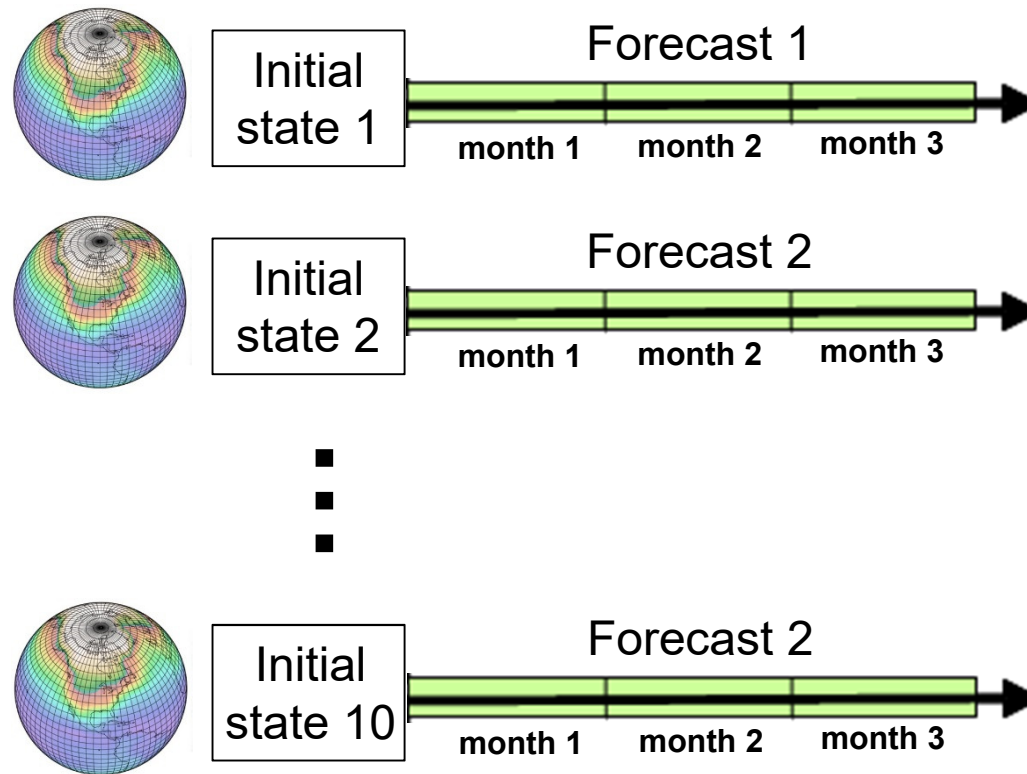 Forecast 1
Initial
state 1
month 1 month 2 month 3
Forecast 2
Initial
state 2
month 1 month 2 month 3
Forecast 2
Initial
state 10
month 1 month 2 month 3